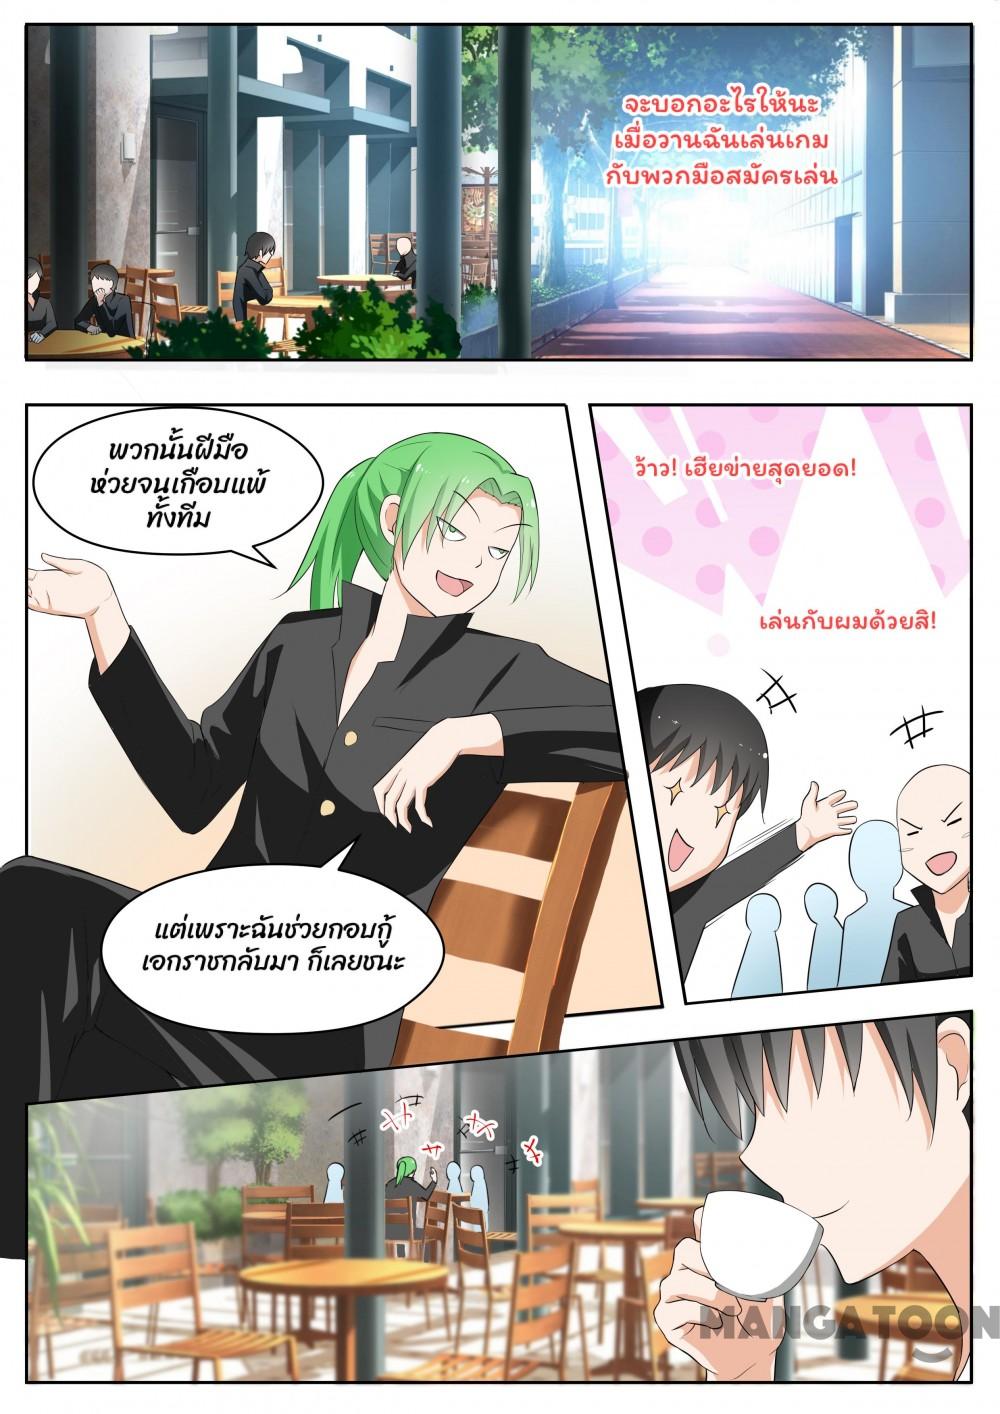 จะบอกอะไรให้นะ
เมื่อวานฉันเล่นเกม
กับพวกมือสมัครเล่น
พวกนั้นฝีมือ
ห่วยจนเกือบแพ้
ทั้งทีม
ว้าว! เฮียข่ายสุดยอด!
เล่นกับผมด้วยสิ!
แต่เพราะฉันช่วยกอบกู้
เอกราชกลับมา ก็เลยชนะ
MANGATOON